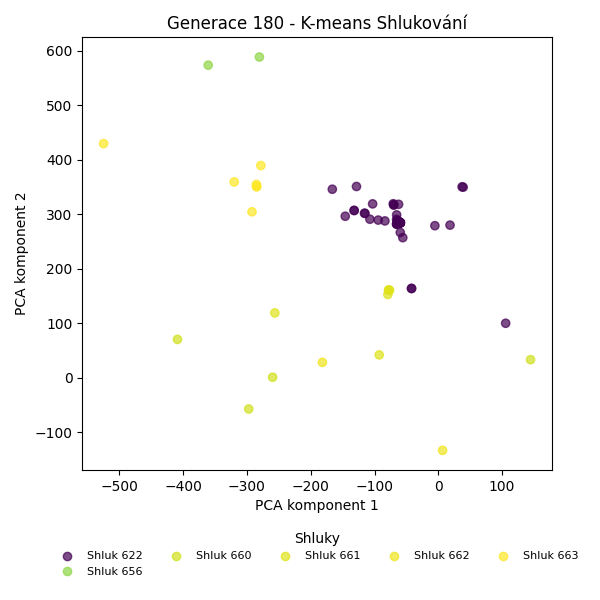 Generace 180 - K-means Shlukování
600
500
400
300
200
100
0
−100
PCA komponent 2
−500 −400 −300 −200 −100 0 100
PCA komponent 1
Shluky
Shluk 622 Shluk 660 Shluk 661 Shluk 662 Shluk 663
Shluk 656